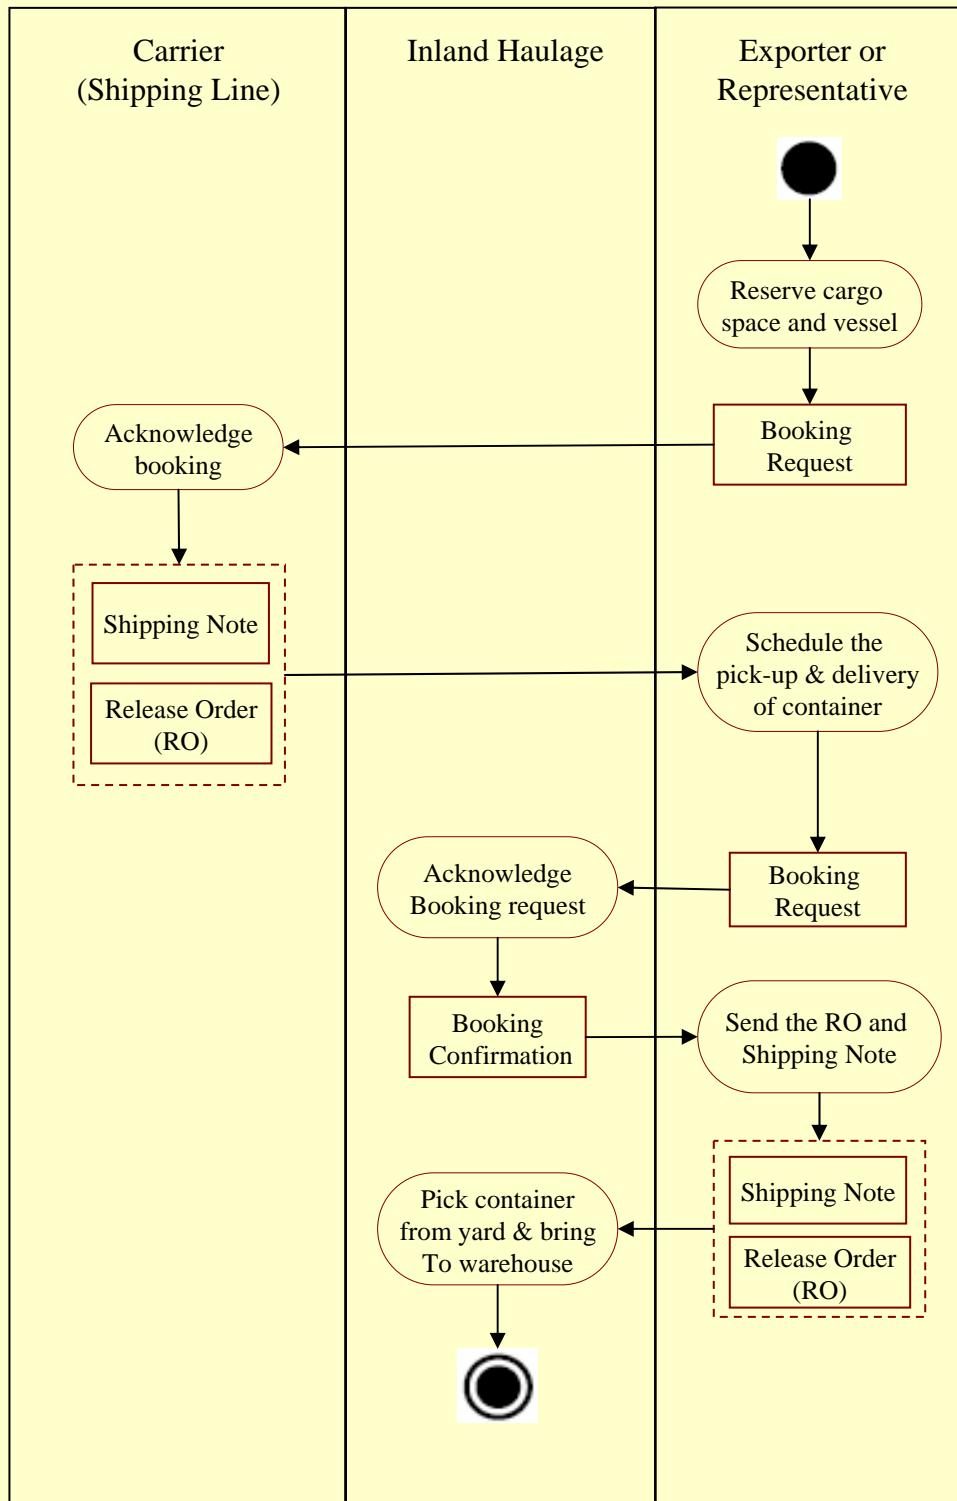 Carrier
(Shipping Line)
Inland Haulage
Exporter or
Representative
Reserve cargo
space and vessel
Booking
Request
Acknowledge
booking
Shipping Note
Release Order
(RO)
Schedule the
pick-up & delivery
of container
Booking
Request
Acknowledge
Booking request
Booking
Confirmation
Send the RO and
Shipping Note
Shipping Note
Release Order
(RO)
Pick container
from yard & bring
To warehouse